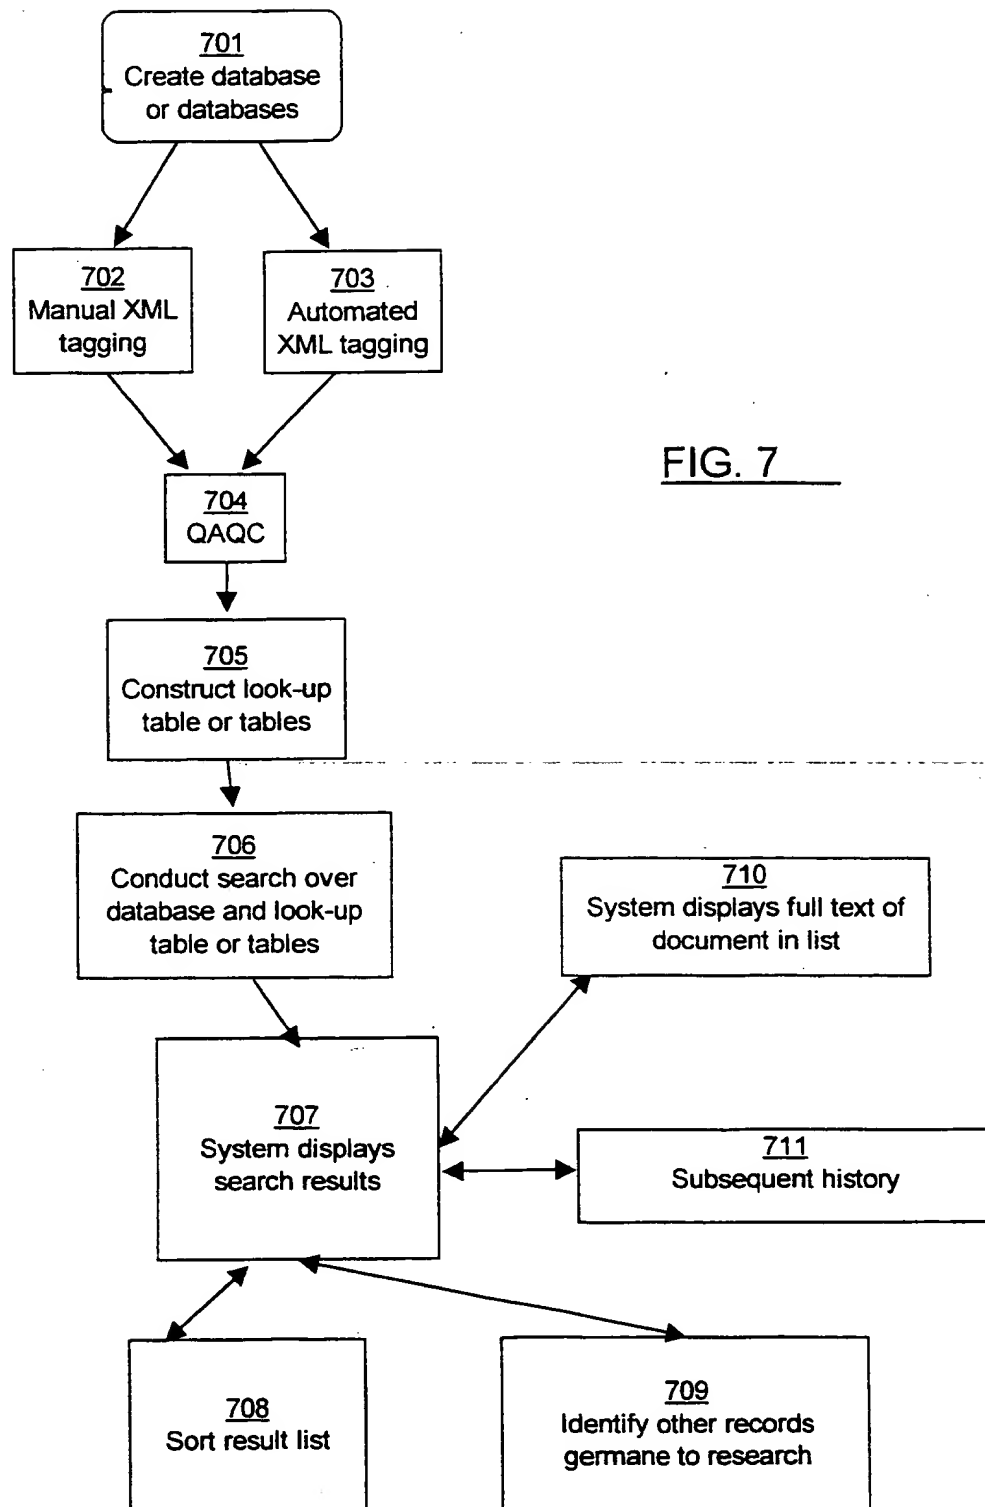 701
Create database
or databases
702
Manual XML
tagging
703
Automated
XML tagging
FIG. 7
704
QAQC
705
Construct look-up
table or tables
706
Conduct search over
database and look-up
table or tables
710
System displays full text of
document in list
707
System displays
search results
711
Subsequent history
708
Sort result list
709
Identify other records
germane to research